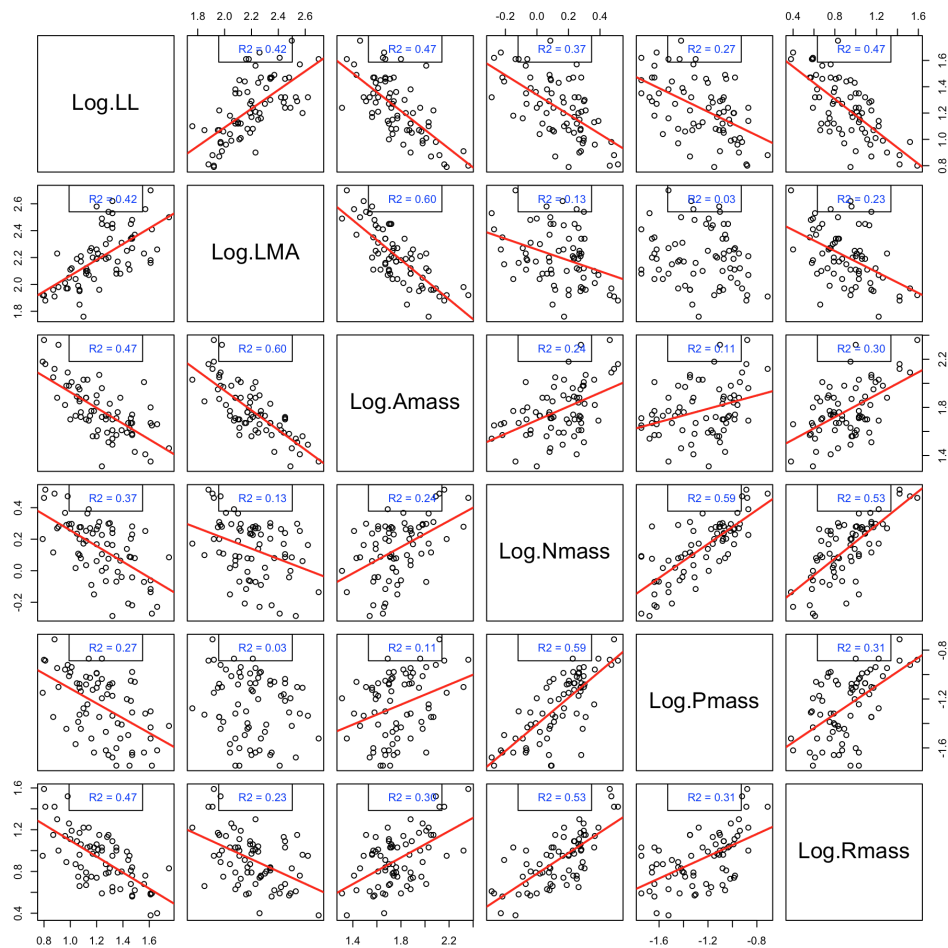 1.8 2.0 2.2 2.4 2.6 -0.2 0.0 0.2 0.4 0.4 0.8 1.2 1.6
Log.LL R2 = 0.42 R2 = 0.47 R2 = 0.37 R2 = 0.27 R2 = 0.47
0.8 1.0 1.2 1.4 1.6
R2 = 0.42 Log.LMA R2 = 0.60 R2 = 0.13 R2 = 0.03 R2 = 0.23
1.8 2.0 2.2 2.4 2.6
R2 = 0.47 R2 = 0.60 Log.Amass R2 = 0.24 R2 = 0.11 R2 = 0.30
1.4 1.8 2.2
R2 = 0.37 R2 = 0.13 R2 = 0.24 Log.Nmass R2 = 0.59 R2 = 0.53
-0.2 0.0 0.2 0.4
R2 = 0.27 R2 = 0.03 R2 = 0.11 R2 = 0.59 Log.Pmass R2 = 0.31
-1.6 -1.2 -0.8
R2 = 0.47 R2 = 0.23 R2 = 0.30 R2 = 0.53 R2 = 0.31 Log.Rmass
0.4 0.8 1.2 1.6
0.8 1.0 1.2 1.4 1.6 1.4 1.8 2.2 -1.6 -1.2 -0.8